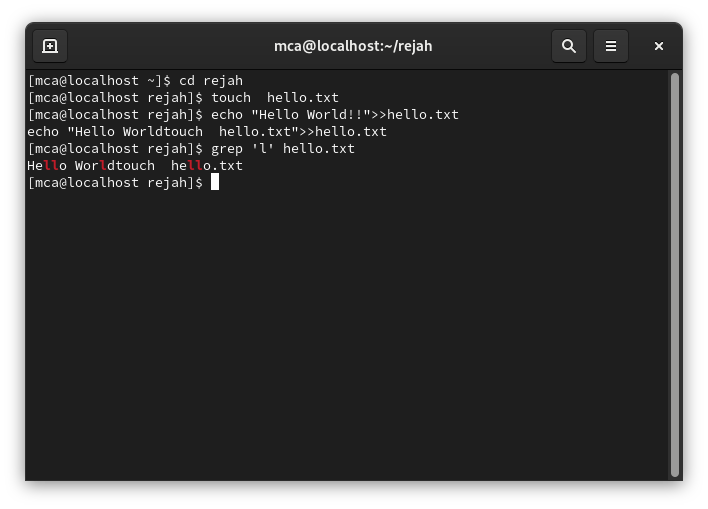 mca@localhost:~/rejah
[mca@localhost ~]$ cd rejah
[mca@localhost rejah]$ touch  hello.txt
[mca@localhost rejah]$ echo "Hello World!!">>hello.txt
echo "Hello Worldtouch  hello.txt">>hello.txt
[mca@localhost rejah]$ grep 'l' hello.txt
Hello Worldtouch  hello.txt
[mca@localhost rejah]$